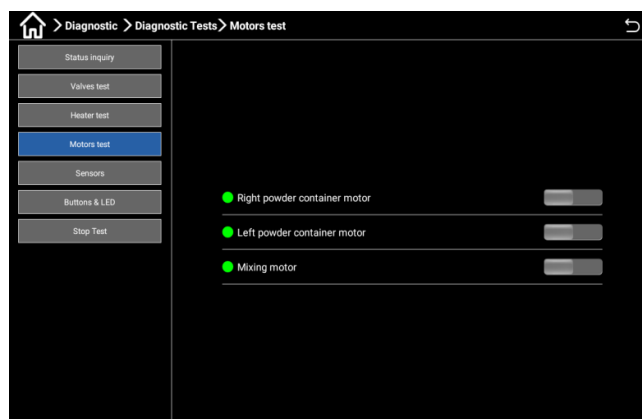 Diagnostic Diagnostic Tests Motors test
Status inquiry
Valves test
Heater test
Motors test
Sensors
Buttons & LED
Stop Test
Right powder container motor
Left powder container motor
Mixing motor